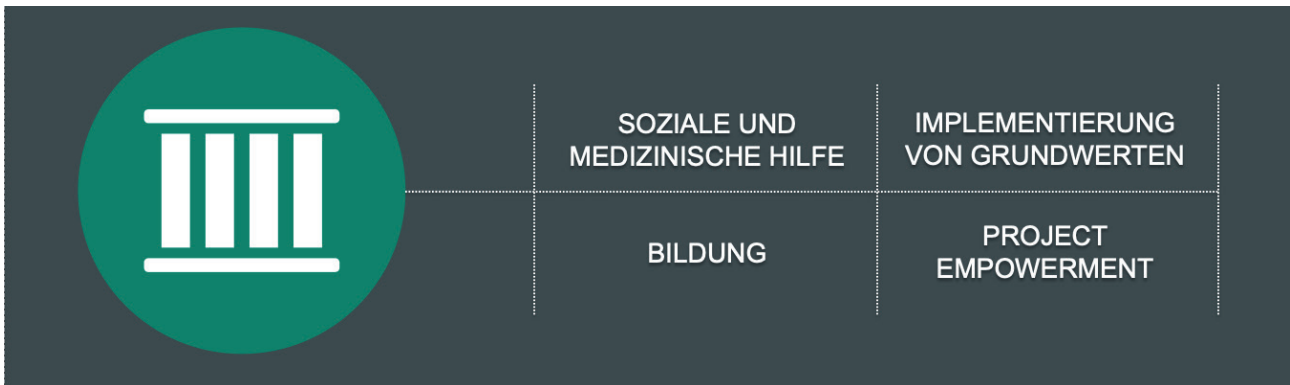 SOZIALE UND
MEDIZINISCHE HILFE
IMPLEMENTIERUNG
VON GRUNDWERTEN
BILDUNG
PROJECT
EMPOWERMENT